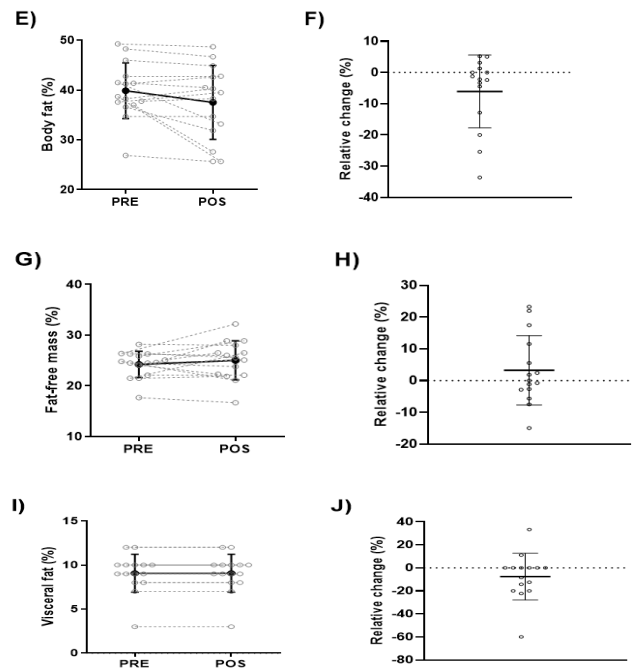 E)
Body fat (%)
50
40
30
20
PRE
POS
F)
Relative change (%)
10
0
-10
-20
-30
-40
G)
Fat-free mass (%)
40
30
20
10
PRE
POS
H)
Relative change (%)
30
20
10
0
-10
-20
I)
Visceral fat (%)
15
10
5
0
PRE
POS
J)
Relative change (%)
40
20
0
-20
-40
-60
-80